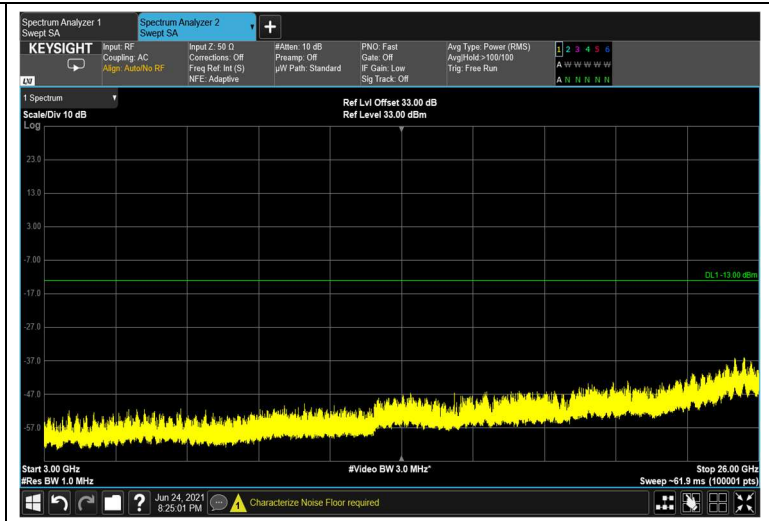 Spectrum Analyzer 1
Swept SA
Spectrum Analyzer 2
Swept SA
+
KEYSIGHT
LXI
Input: RF
Coupling: AC
Align: Auto/No RF
Input Z: 50 Ω
Corrections: Off
Freq Ref: Int (S)
NFE: Adaptive
#Atten: 10 dB
Preamp: Off
µW Path: Standard
PNO: Fast
Gate: Off
IF Gain: Low
Sig Track: Off
Avg Type: Power (RMS)
Avg|Hold:>100/100
Trig: Free Run
1 2 3 4 5 6
A W W W W W
A N N N N N
1 Spectrum
Scale/Div 10 dB
Log
Ref Lvl Offset 33.00 dB
Ref Level 33.00 dBm
23.0
13.0
3.00
-7.00
DL1 -13.00 dBm
-17.0
-27.0
-37.0
-47.0
-57.0
Start 3.00 GHz
#Res BW 1.0 MHz
#Video BW 3.0 MHz*
Stop 26.00 GHz
Sweep ~61.9 ms (100001 pts)
?
Jun 24, 2021
8:25:01 PM
Characterize Noise Floor required